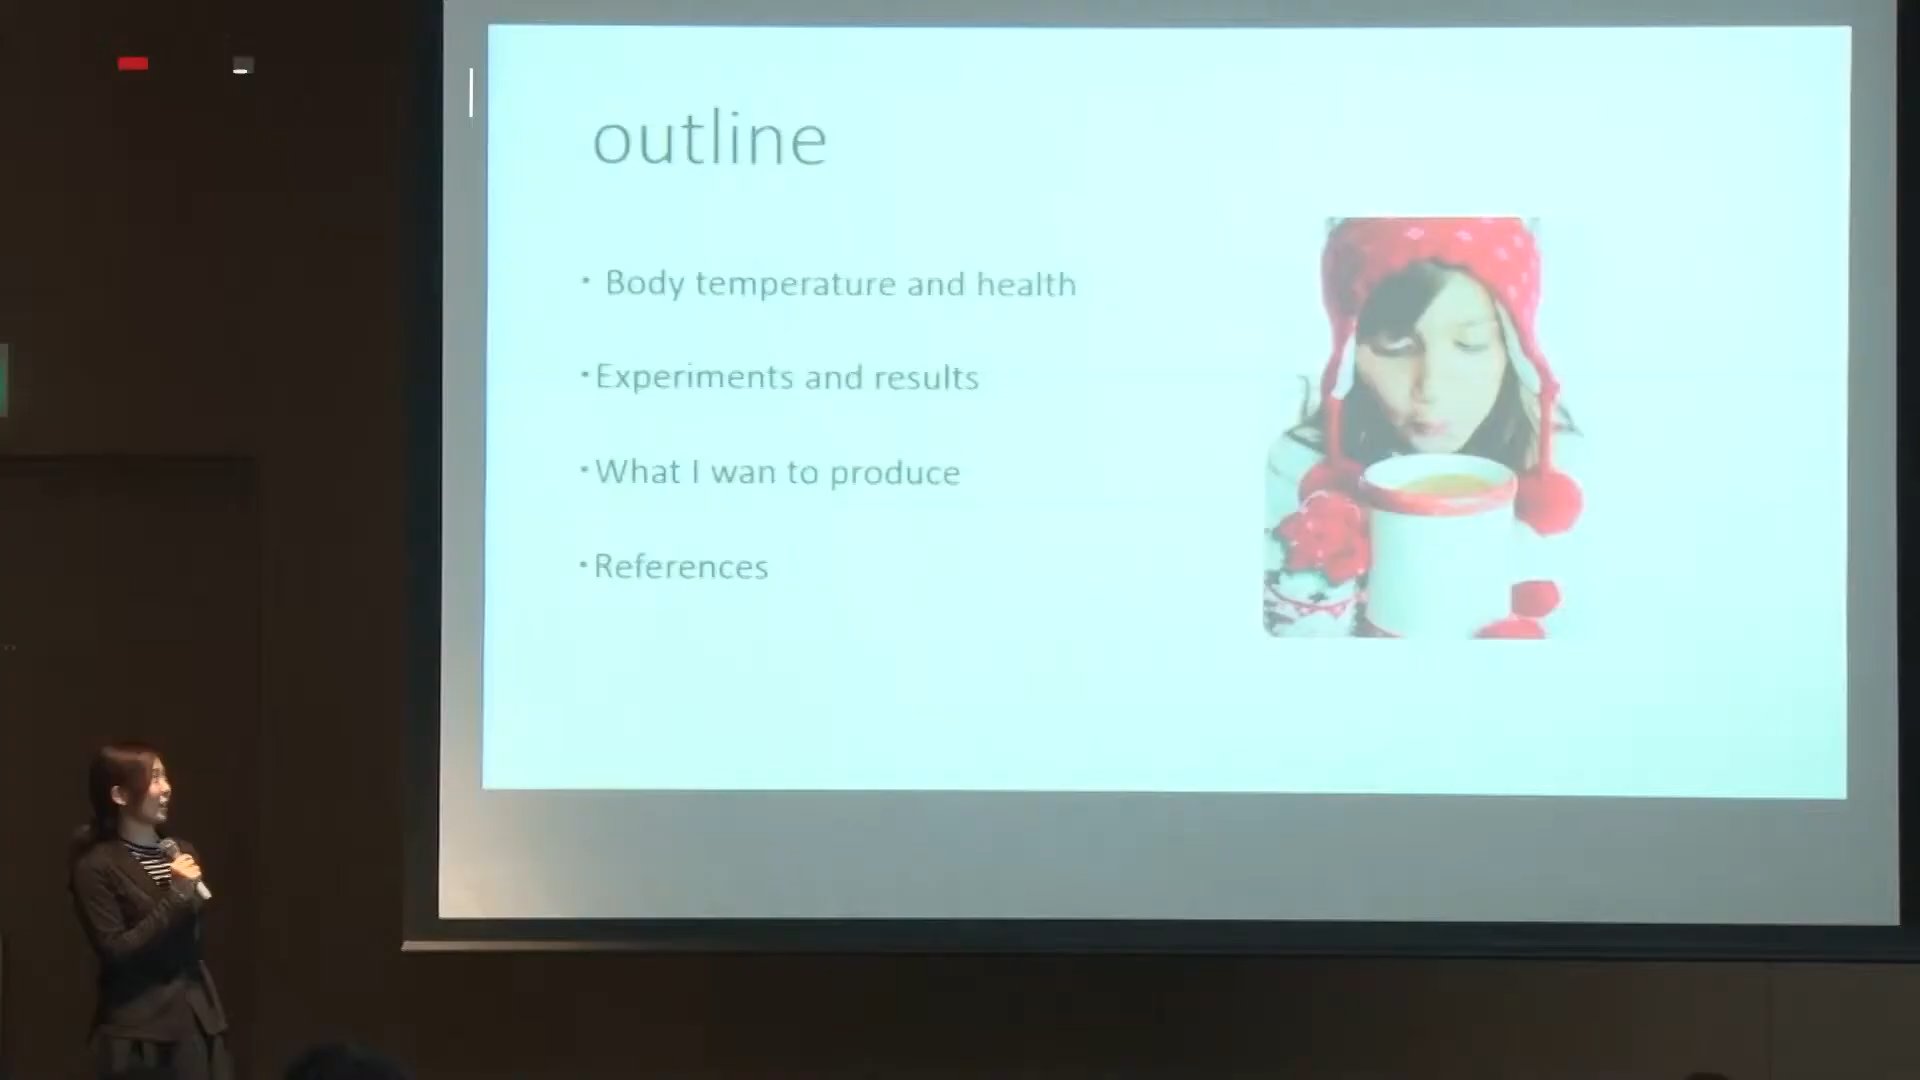 outline
• Body temperature and health
•Experiments and results
•What I wan to produce
•References